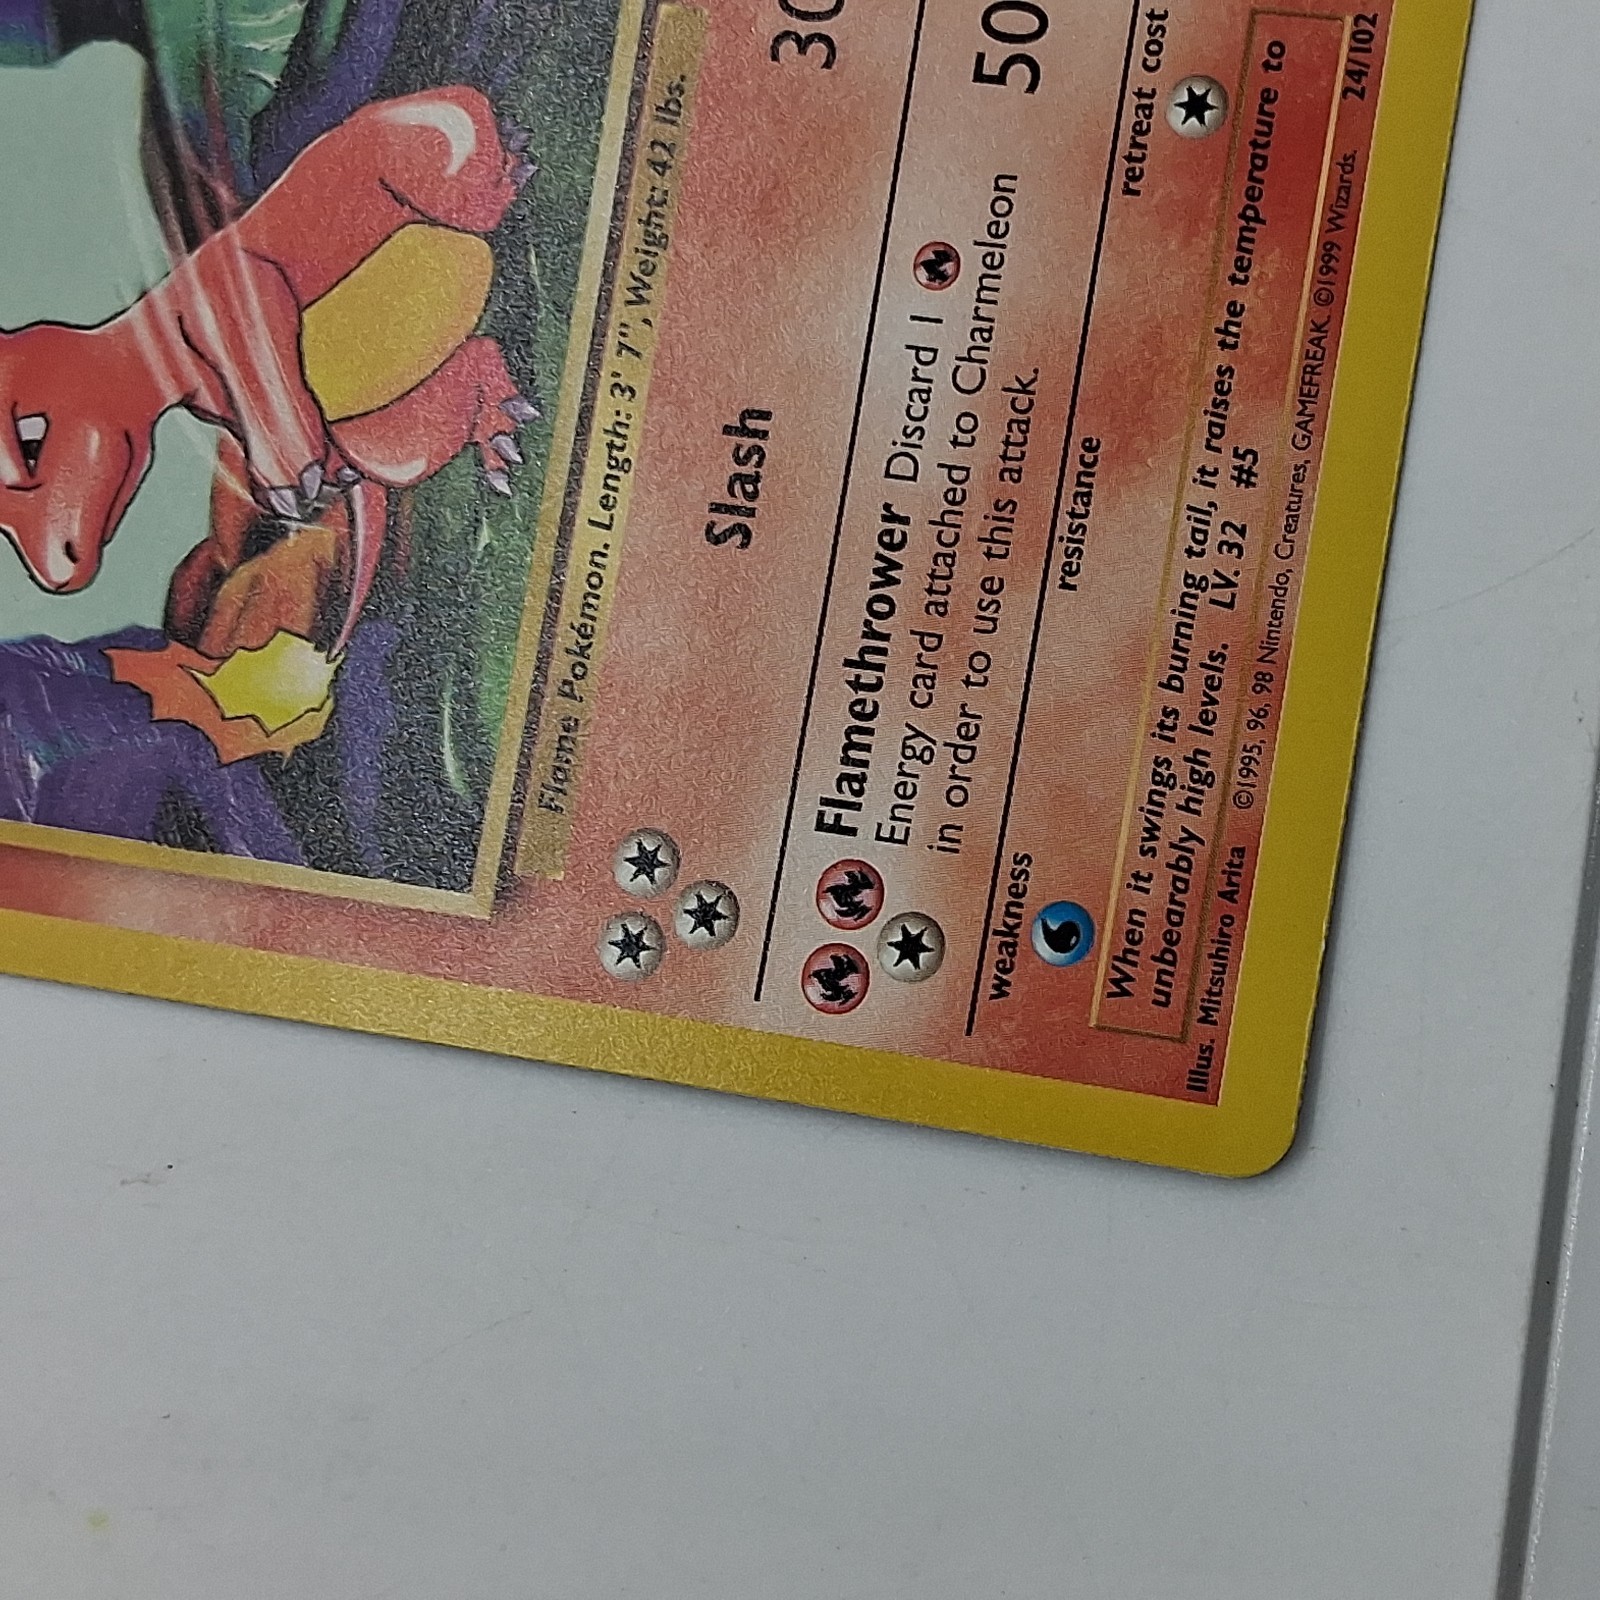 Flame Pokémon. Length: 3' 7", Weight: 42 lbs.
Slash 30
Flamethrower Discard 1
Energy card attached to Charmeleon
in order to use this attack.
50
weakness resistance retreat cost
When it swings its burning tail, it raises the temperature to
unbearably high levels. LV. 32 #5
Illus. Mitsuhiro Arita ©1995, 96, 98 Nintendo, Creatures, GAMEFREAK. ©1999 Wizards. 24/102